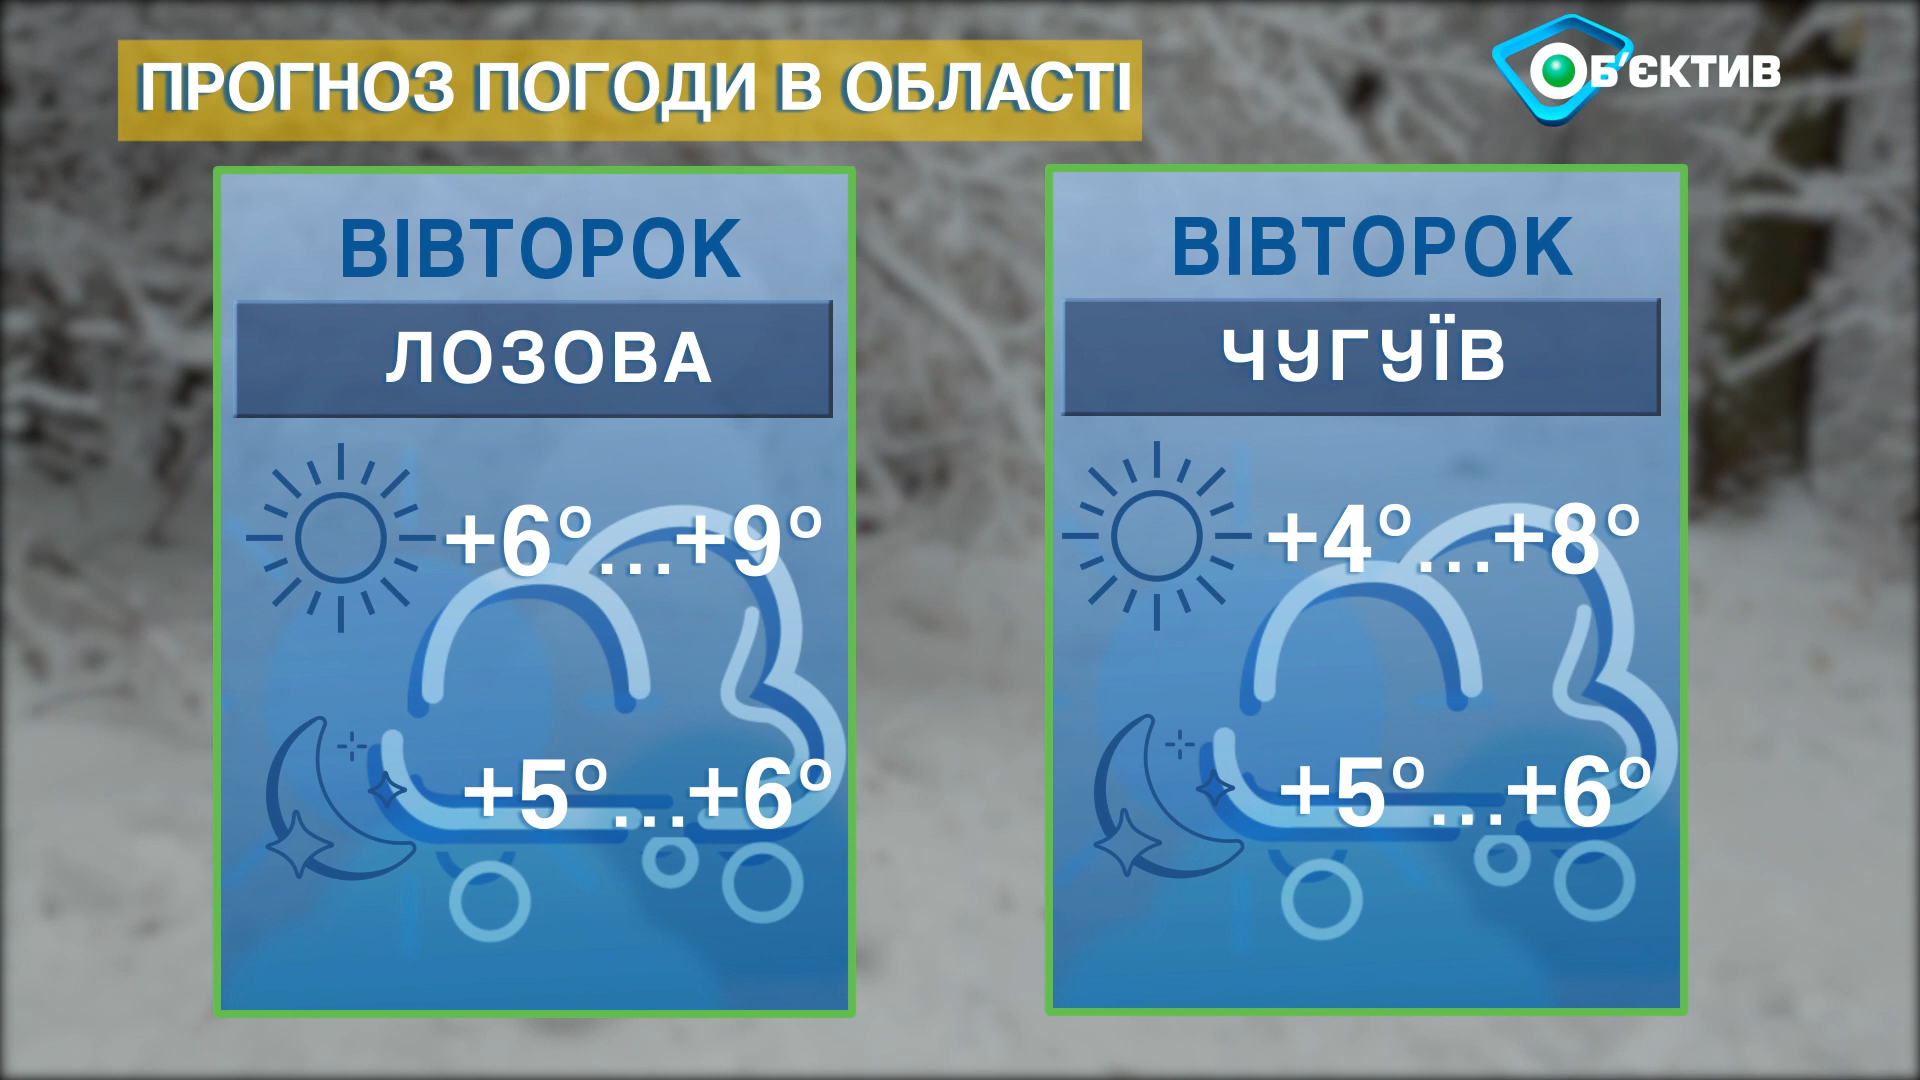 ПРОГНОЗ ПОГОДИ В ОБЛАСТІ
ОБ'ЄКТИВ
ВІВТОРОК
ЛОЗОВА
+6° ...+9°
+5° ...+6°
ВІВТОРОК
ЧУГУЇВ
+4° ...+8°
+5° ...+6°